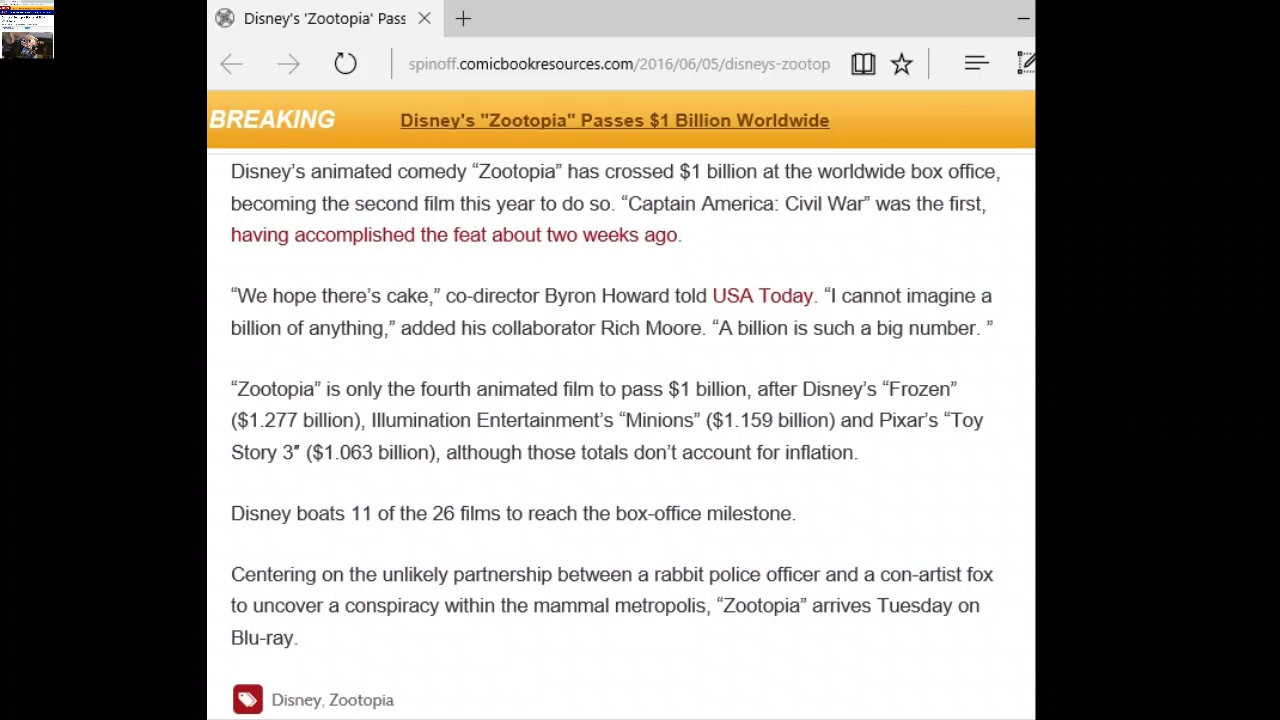 Disney's 'Zootopia' Pass
spinoff.comicbookresources.com/2016/06/05/disneys-zootop
BREAKING
Disney's "Zootopia" Passes $1 Billion Worldwide
Disney’s animated comedy “Zootopia” has crossed $1 billion at the worldwide box office,
becoming the second film this year to do so. “Captain America: Civil War” was the first,
having accomplished the feat about two weeks ago.
“We hope there’s cake,” co-director Byron Howard told USA Today. “I cannot imagine a
billion of anything,” added his collaborator Rich Moore. “A billion is such a big number. ”
“Zootopia” is only the fourth animated film to pass $1 billion, after Disney’s “Frozen”
($1.277 billion), Illumination Entertainment’s “Minions” ($1.159 billion) and Pixar’s “Toy
Story 3″ ($1.063 billion), although those totals don’t account for inflation.
Disney boats 11 of the 26 films to reach the box-office milestone.
Centering on the unlikely partnership between a rabbit police officer and a con-artist fox
to uncover a conspiracy within the mammal metropolis, “Zootopia” arrives Tuesday on
Blu-ray.
Disney, Zootopia